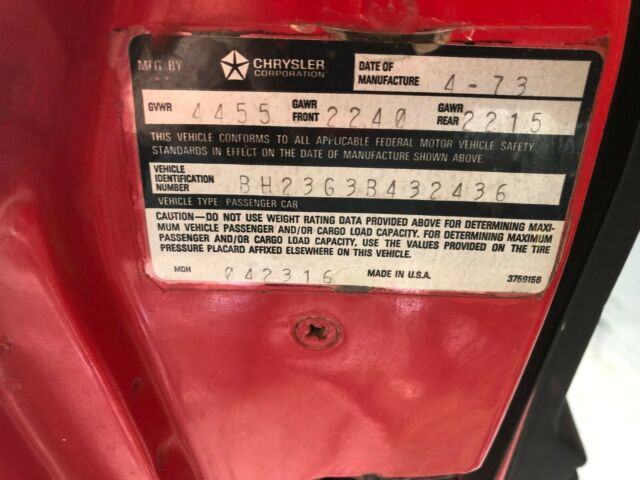 MFG BY CHRYSLER CORPORATION DATE OF MANUFACTURE 4-73
GVWR 4455 GAWR FRONT 2240 GAWR REAR 2215
THIS VEHICLE CONFORMS TO ALL APPLICABLE FEDERAL MOTOR VEHICLE SAFETY
STANDARDS IN EFFECT ON THE DATE OF MANUFACTURE SHOWN ABOVE.
VEHICLE IDENTIFICATION NUMBER BH23G3B432436
VEHICLE TYPE: PASSENGER CAR
CAUTION—DO NOT USE WEIGHT RATING DATA PROVIDED ABOVE FOR DETERMINING MAXI-
MUM VEHICLE PASSENGER AND/OR CARGO LOAD CAPACITY. FOR DETERMINING MAXIMUM
PASSENGER AND/OR CARGO LOAD CAPACITY, USE THE VALUES PROVIDED ON THE TIRE
PRESSURE PLACARD AFFIXED ELSEWHERE ON THIS VEHICLE.
MDH 042316 MADE IN U.S.A. 3759156